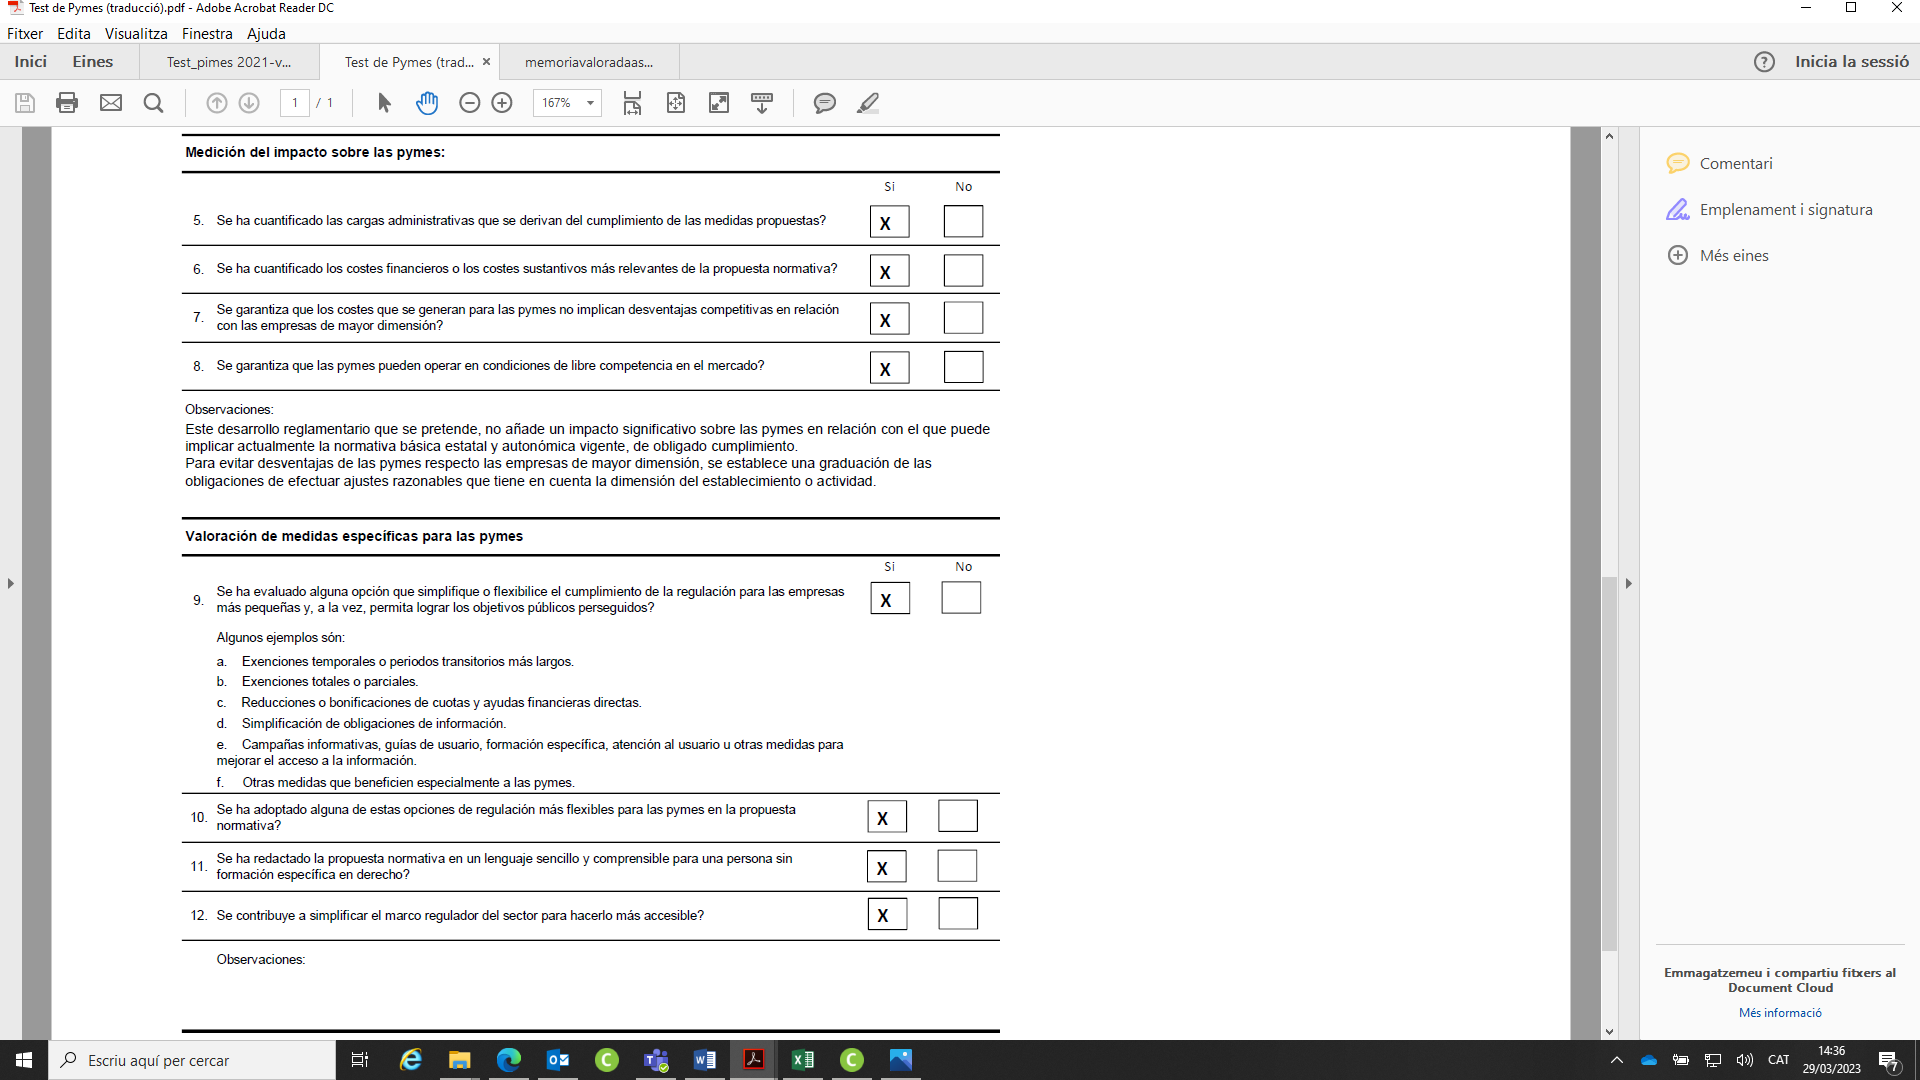 Test de Pymes (traducció).pdf - Adobe Acrobat Reader DC
Fitxer Edita Visualitza Finestra Ajuda
Inici Eines Test_pimes 2021-v... Test de Pymes (trad... memoriavaloradaas... Inicia la sessió
1 / 1 167%
Medición del impacto sobre las pymes:
Si No
5. Se ha cuantificado las cargas administrativas que se derivan del cumplimiento de las medidas propuestas? X
6. Se ha cuantificado los costes financieros o los costes sustantivos más relevantes de la propuesta normativa? X
7. Se garantiza que los costes que se generan para las pymes no implican desventajas competitivas en relación
con las empresas de mayor dimensión? X
8. Se garantiza que las pymes pueden operar en condiciones de libre competencia en el mercado? X
Observaciones:
Este desarrollo reglamentario que se pretende, no añade un impacto significativo sobre las pymes en relación con el que puede
implicar actualmente la normativa básica estatal y autonómica vigente, de obligado cumplimiento.
Para evitar desventajas de las pymes respecto las empresas de mayor dimensión, se establece una graduación de las
obligaciones de efectuar ajustes razonables que tiene en cuenta la dimensión del establecimiento o actividad.
Valoración de medidas específicas para las pymes
Si No
9. Se ha evaluado alguna opción que simplifique o flexibilice el cumplimiento de la regulación para las empresas
más pequeñas y, a la vez, permita lograr los objetivos públicos perseguidos? X
Algunos ejemplos són:
a. Exenciones temporales o periodos transitorios más largos.
b. Exenciones totales o parciales.
c. Reducciones o bonificaciones de cuotas y ayudas financieras directas.
d. Simplificación de obligaciones de información.
e. Campañas informativas, guías de usuario, formación específica, atención al usuario u otras medidas para
mejorar el acceso a la información.
f. Otras medidas que beneficien especialmente a las pymes.
10. Se ha adoptado alguna de estas opciones de regulación más flexibles para las pymes en la propuesta
normativa? X
11. Se ha redactado la propuesta normativa en un lenguaje sencillo y comprensible para una persona sin
formación específica en derecho? X
12. Se contribuye a simplificar el marco regulador del sector para hacerlo más accesible? X
Observaciones:
Comentari
Emplenament i signatura
Més eines
Emmagatzemeu i compartiu fitxers al
Document Cloud
Més informació
Escriu aquí per cercar
CAT
14:36
29/03/2023
7